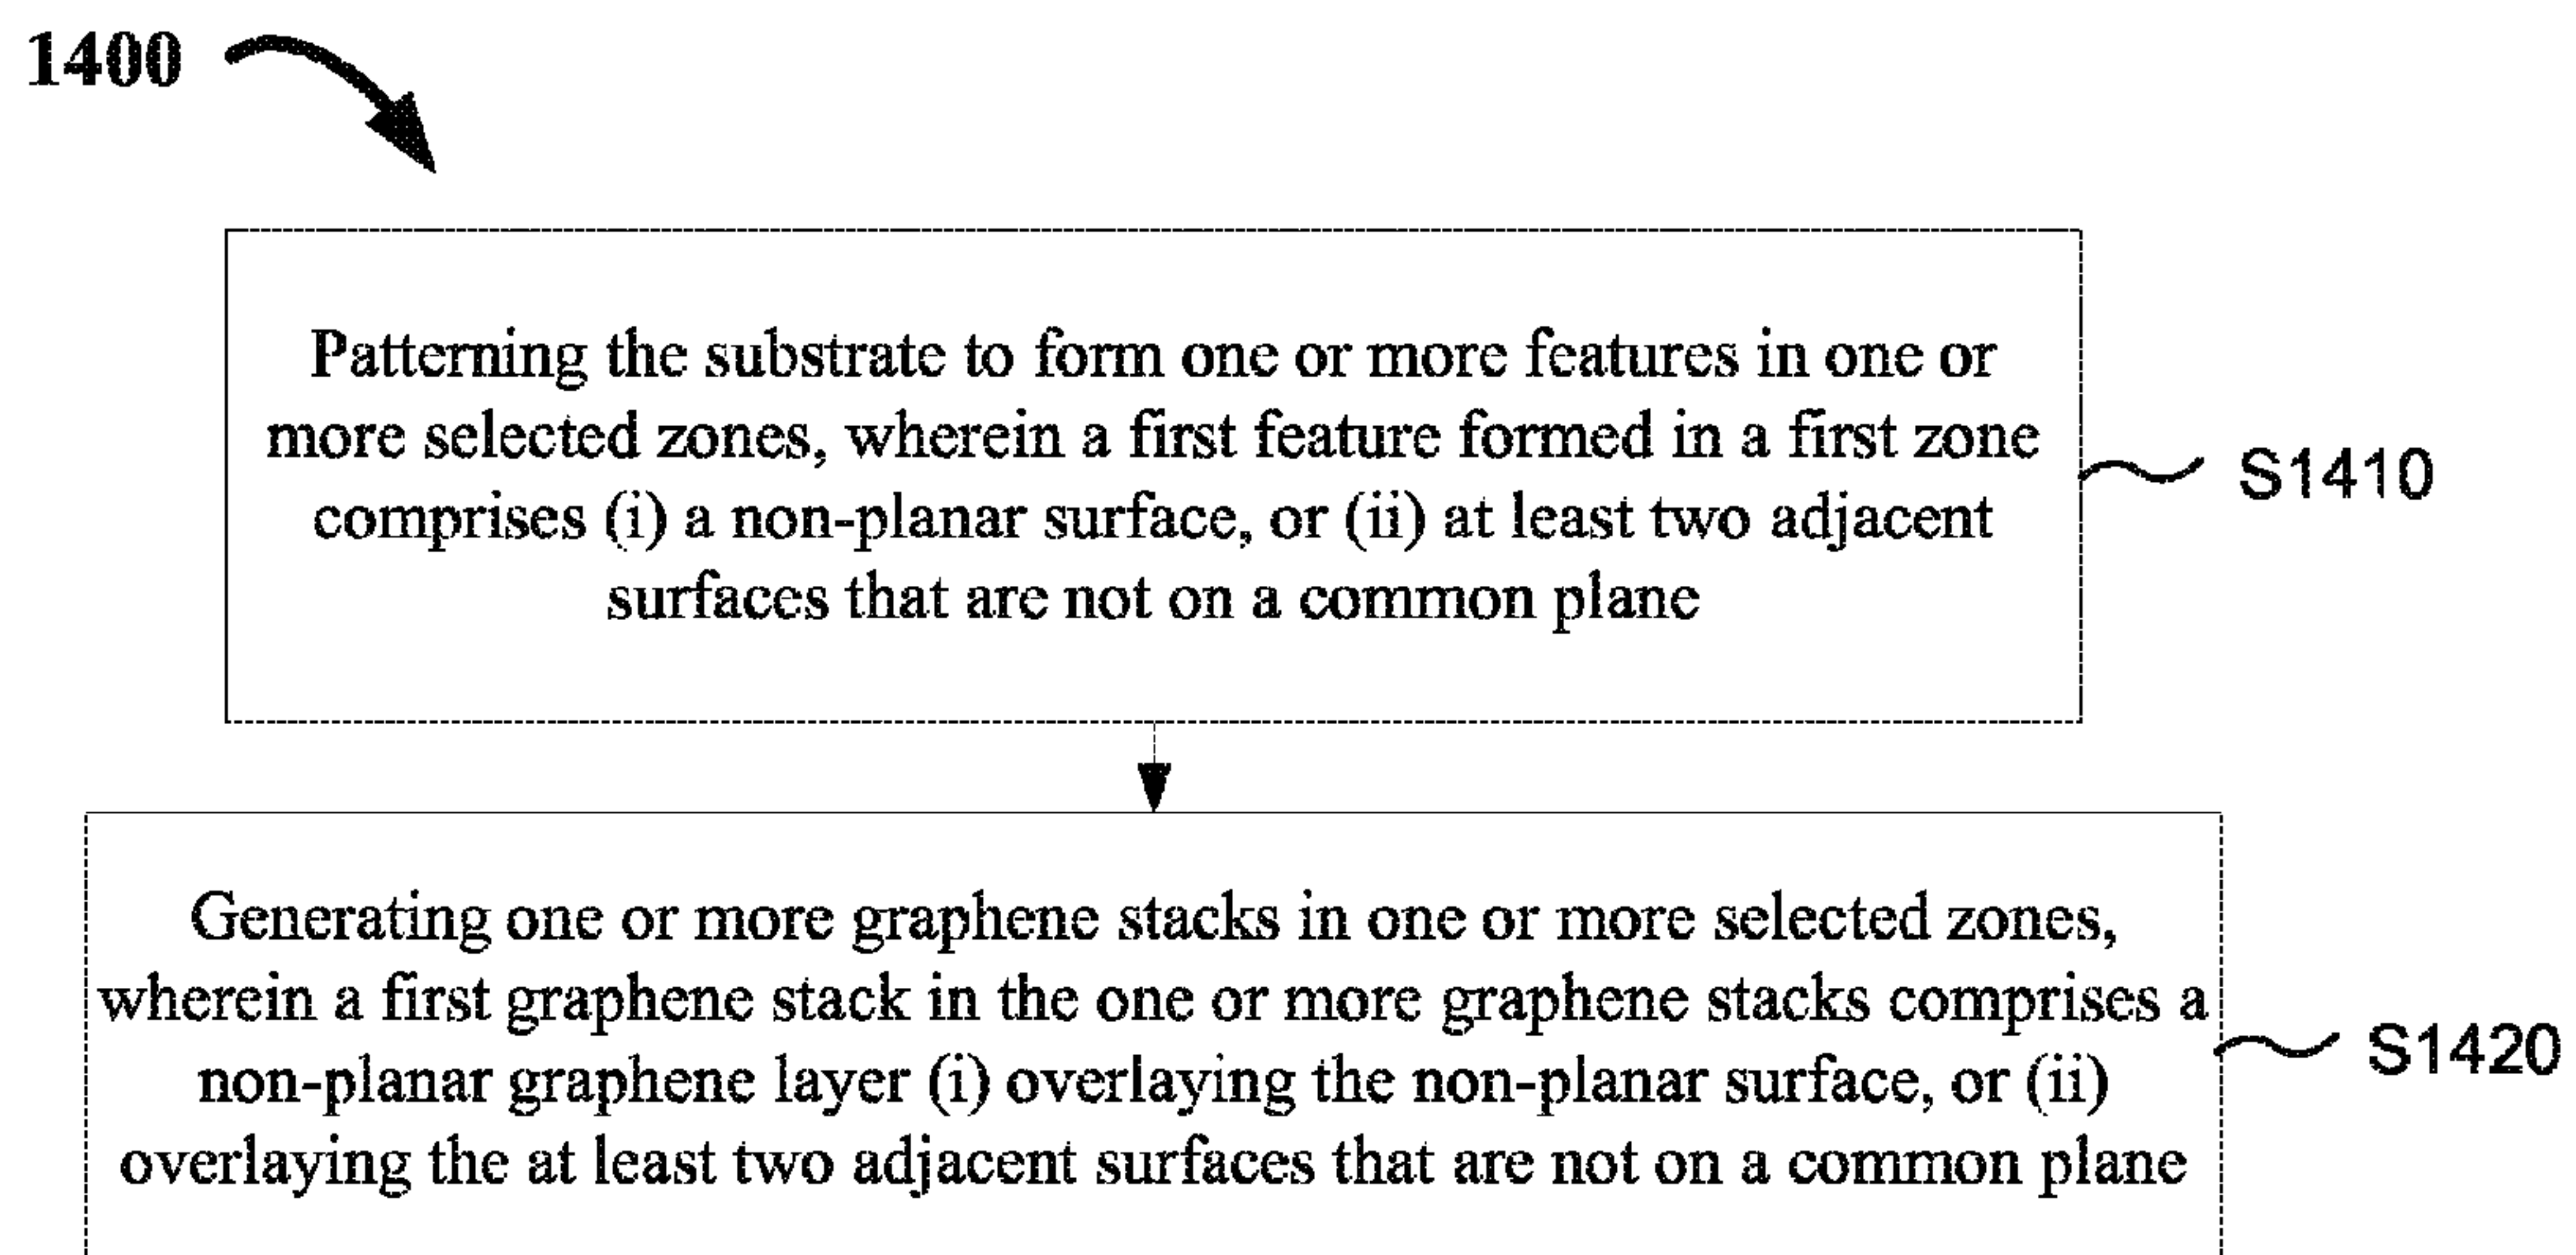 1400
Patterning the substrate to form one or more features in one or
more selected zones, wherein a first feature formed in a first zone
comprises (i) a non-planar surface, or (ii) at least two adjacent
surfaces that are not on a common plane
S1410
Generating one or more graphene stacks in one or more selected zones,
wherein a first graphene stack in the one or more graphene stacks comprises a
non-planar graphene layer (i) overlaying the non-planar surface, or (ii)
overlaying the at least two adjacent surfaces that are not on a common plane
S1420